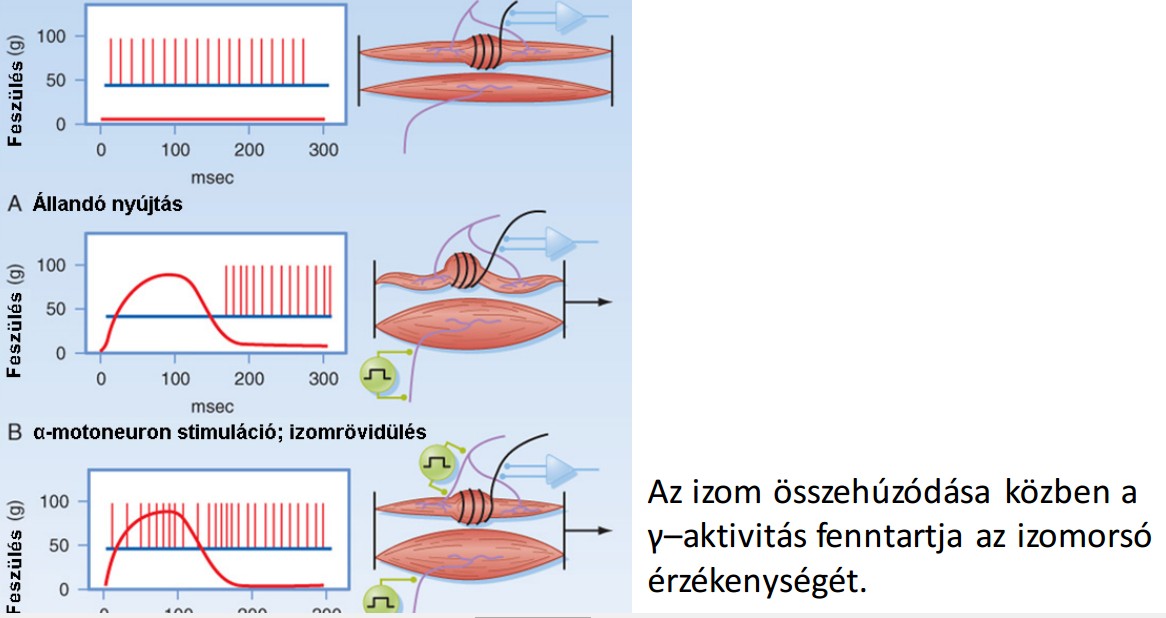 Feszülés (g)
100
50
0
0 100 200 300
msec
A Állandó nyújtás
Feszülés (g)
100
50
0
0 100 200 300
msec
B α-motoneuron stimuláció; izomrövidülés
Feszülés (g)
100
50
0
0 100 200 300
Az izom összehúzódása közben a
γ–aktivitás fenntartja az izomorsó
érzékenységét.